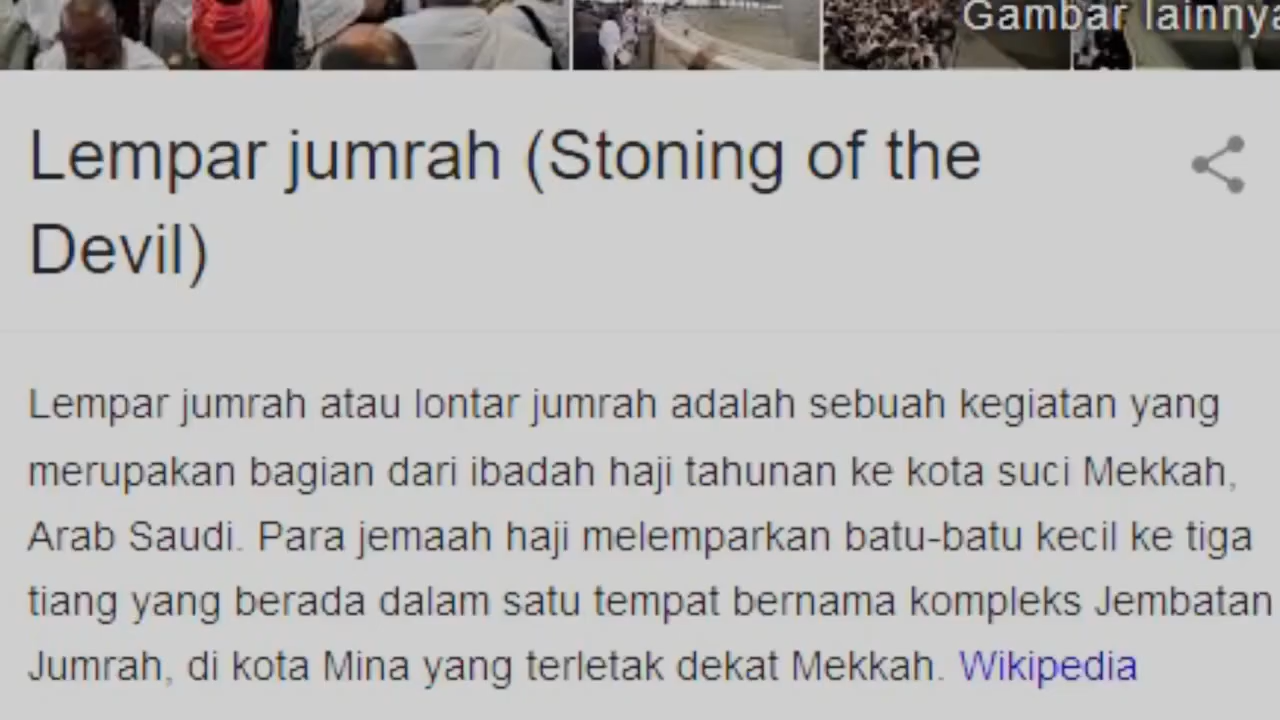 Gambar lainnya
Lempar jumrah (Stoning of the
Devil)
Lempar jumrah atau lontar jumrah adalah sebuah kegiatan yang
merupakan bagian dari ibadah haji tahunan ke kota suci Mekkah,
Arab Saudi. Para jemaah haji melemparkan batu-batu kecil ke tiga
tiang yang berada dalam satu tempat bernama kompleks Jembatan
Jumrah, di kota Mina yang terletak dekat Mekkah. Wikipedia